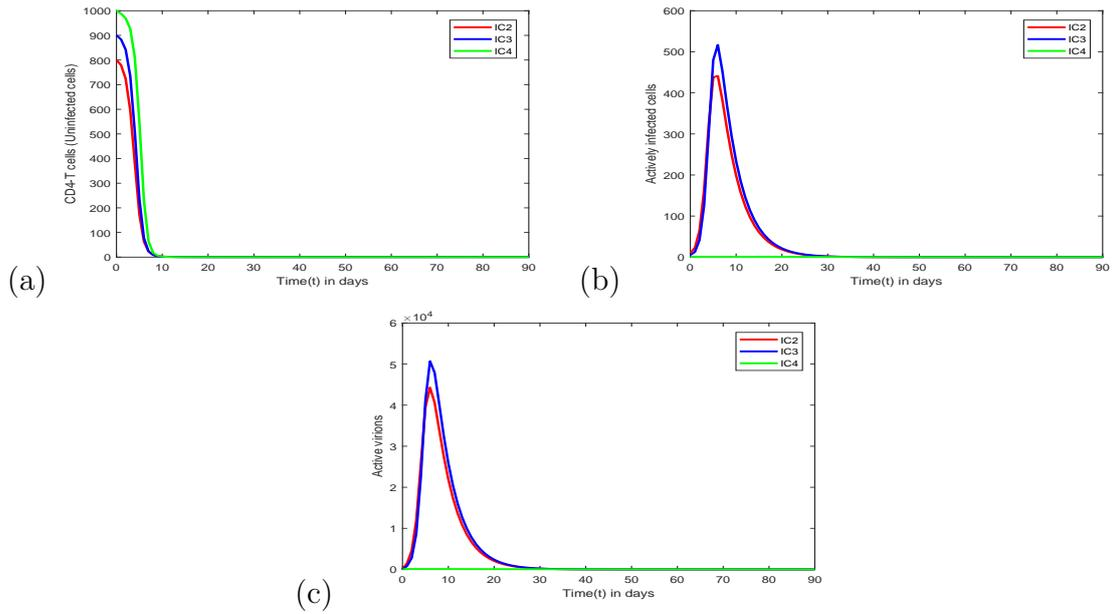 1000
900
800
700
600
500
400
300
200
100
0
CD4-T cells (Uninfected cells)
0 10 20 30 40 50 60 70 80 90
Time(t) in days
IC2
IC3
IC4
(a)
600
500
400
300
200
100
0
Actively infected cells
0 10 20 30 40 50 60 70 80 90
Time(t) in days
IC2
IC3
IC4
(b)
×10⁴
6
5
4
3
2
1
0
Active virions
0 10 20 30 40 50 60 70 80 90
Time(t) in days
IC2
IC3
IC4
(c)